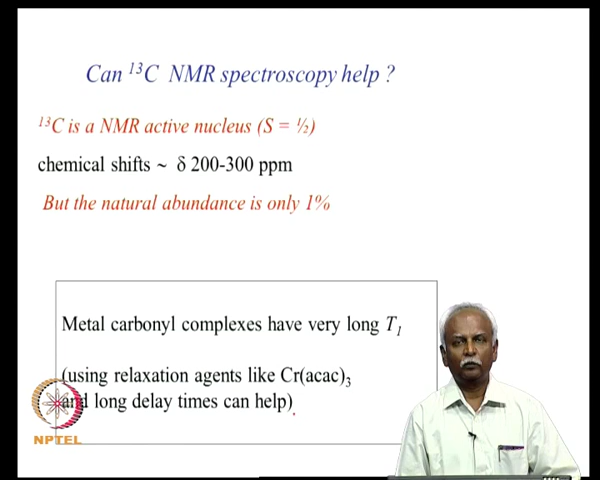 Can ¹³C NMR spectroscopy help ?
¹³C is a NMR active nucleus (S = ½)
chemical shifts ~ δ 200-300 ppm
But the natural abundance is only 1%
Metal carbonyl complexes have very long T₁
(using relaxation agents like Cr(acac)₃
and long delay times can help)
NPTEL